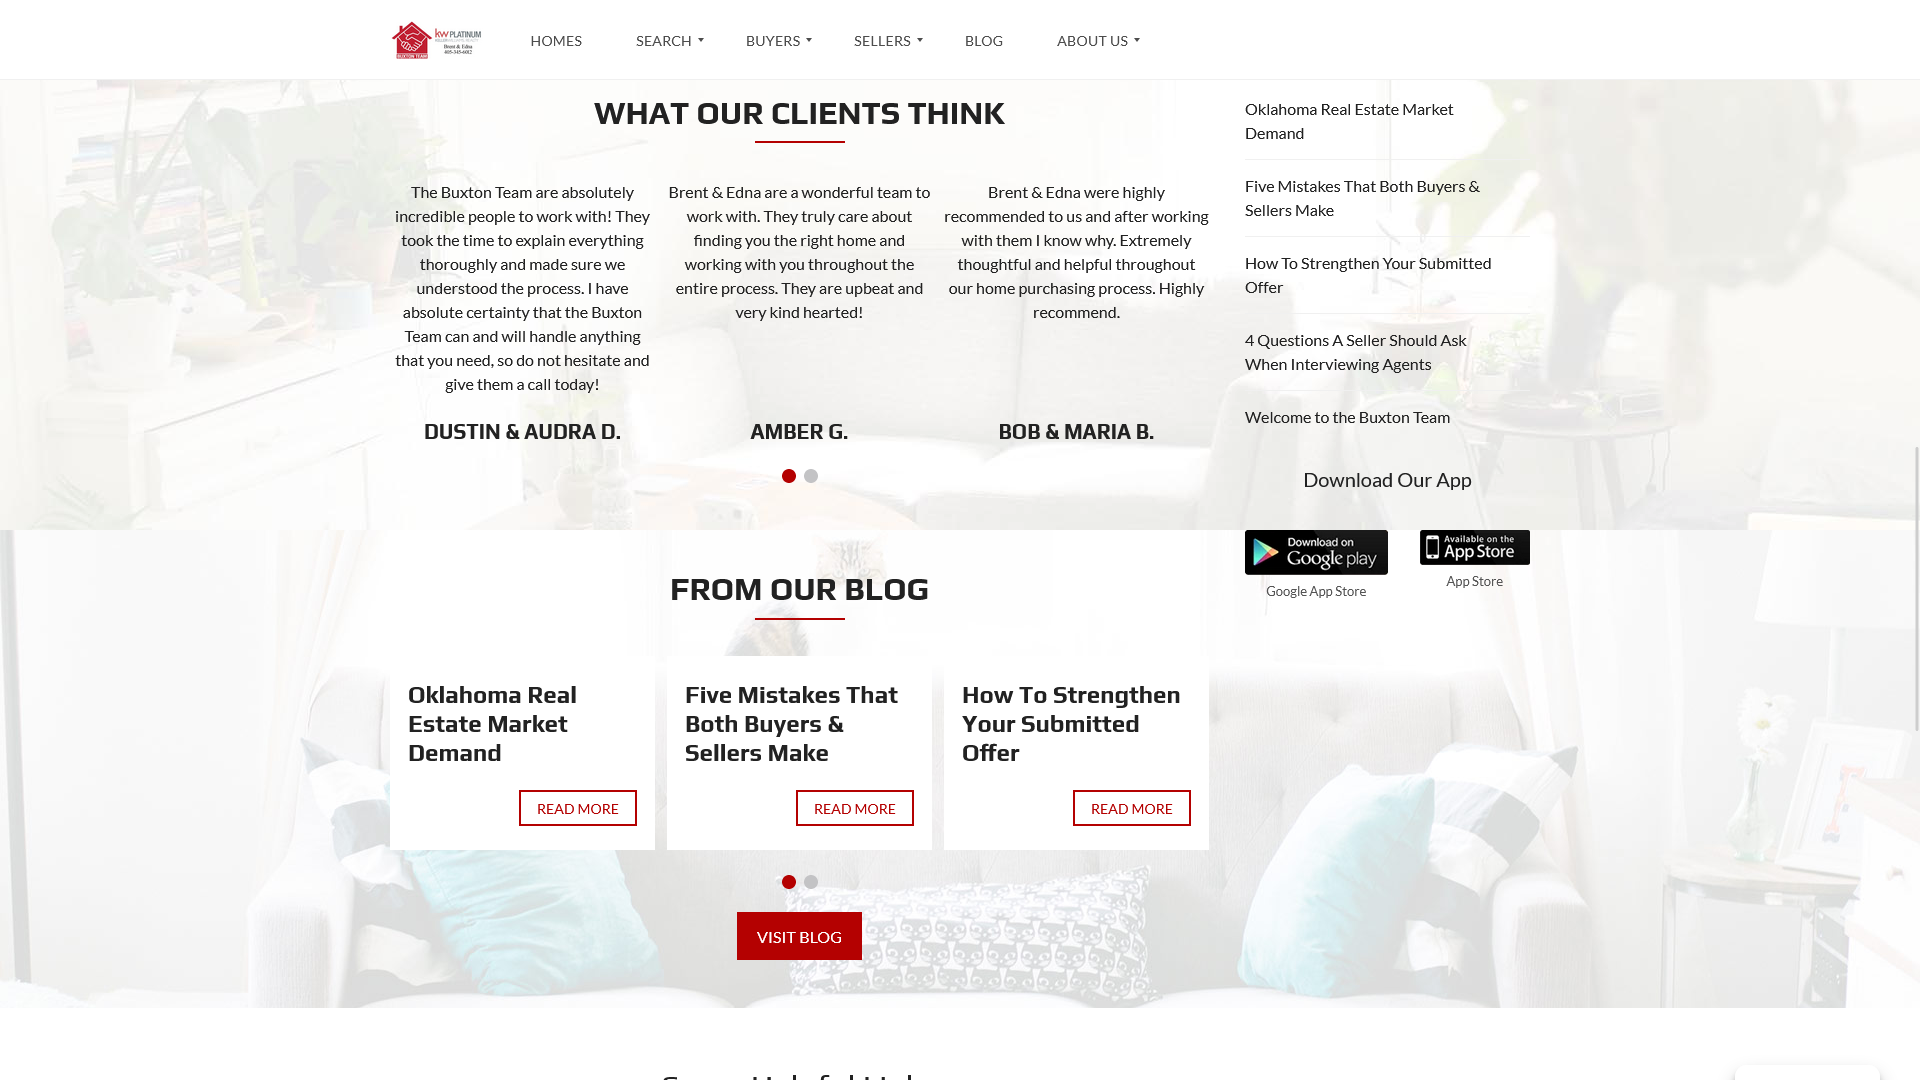 kw PLATINUM
Brent & Edna
405-345-6012
BUXTON TEAM
HOMES
SEARCH
BUYERS
SELLERS
BLOG
ABOUT US
WHAT OUR CLIENTS THINK
The Buxton Team are absolutely
incredible people to work with! They
took the time to explain everything
thoroughly and made sure we
understood the process. I have
absolute certainty that the Buxton
Team can and will handle anything
that you need, so do not hesitate and
give them a call today!
DUSTIN & AUDRA D.
Brent & Edna are a wonderful team to
work with. They truly care about
finding you the right home and
working with you throughout the
entire process. They are upbeat and
very kind hearted!
AMBER G.
Brent & Edna were highly
recommended to us and after working
with them I know why. Extremely
thoughtful and helpful throughout
our home purchasing process. Highly
recommend.
BOB & MARIA B.
Oklahoma Real Estate Market
Demand
Five Mistakes That Both Buyers &
Sellers Make
How To Strengthen Your Submitted
Offer
4 Questions A Seller Should Ask
When Interviewing Agents
Welcome to the Buxton Team
Download Our App
Download on
Google play
Google App Store
Available on the
App Store
App Store
FROM OUR BLOG
Oklahoma Real
Estate Market
Demand
READ MORE
Five Mistakes That
Both Buyers &
Sellers Make
READ MORE
How To Strengthen
Your Submitted
Offer
READ MORE
VISIT BLOG